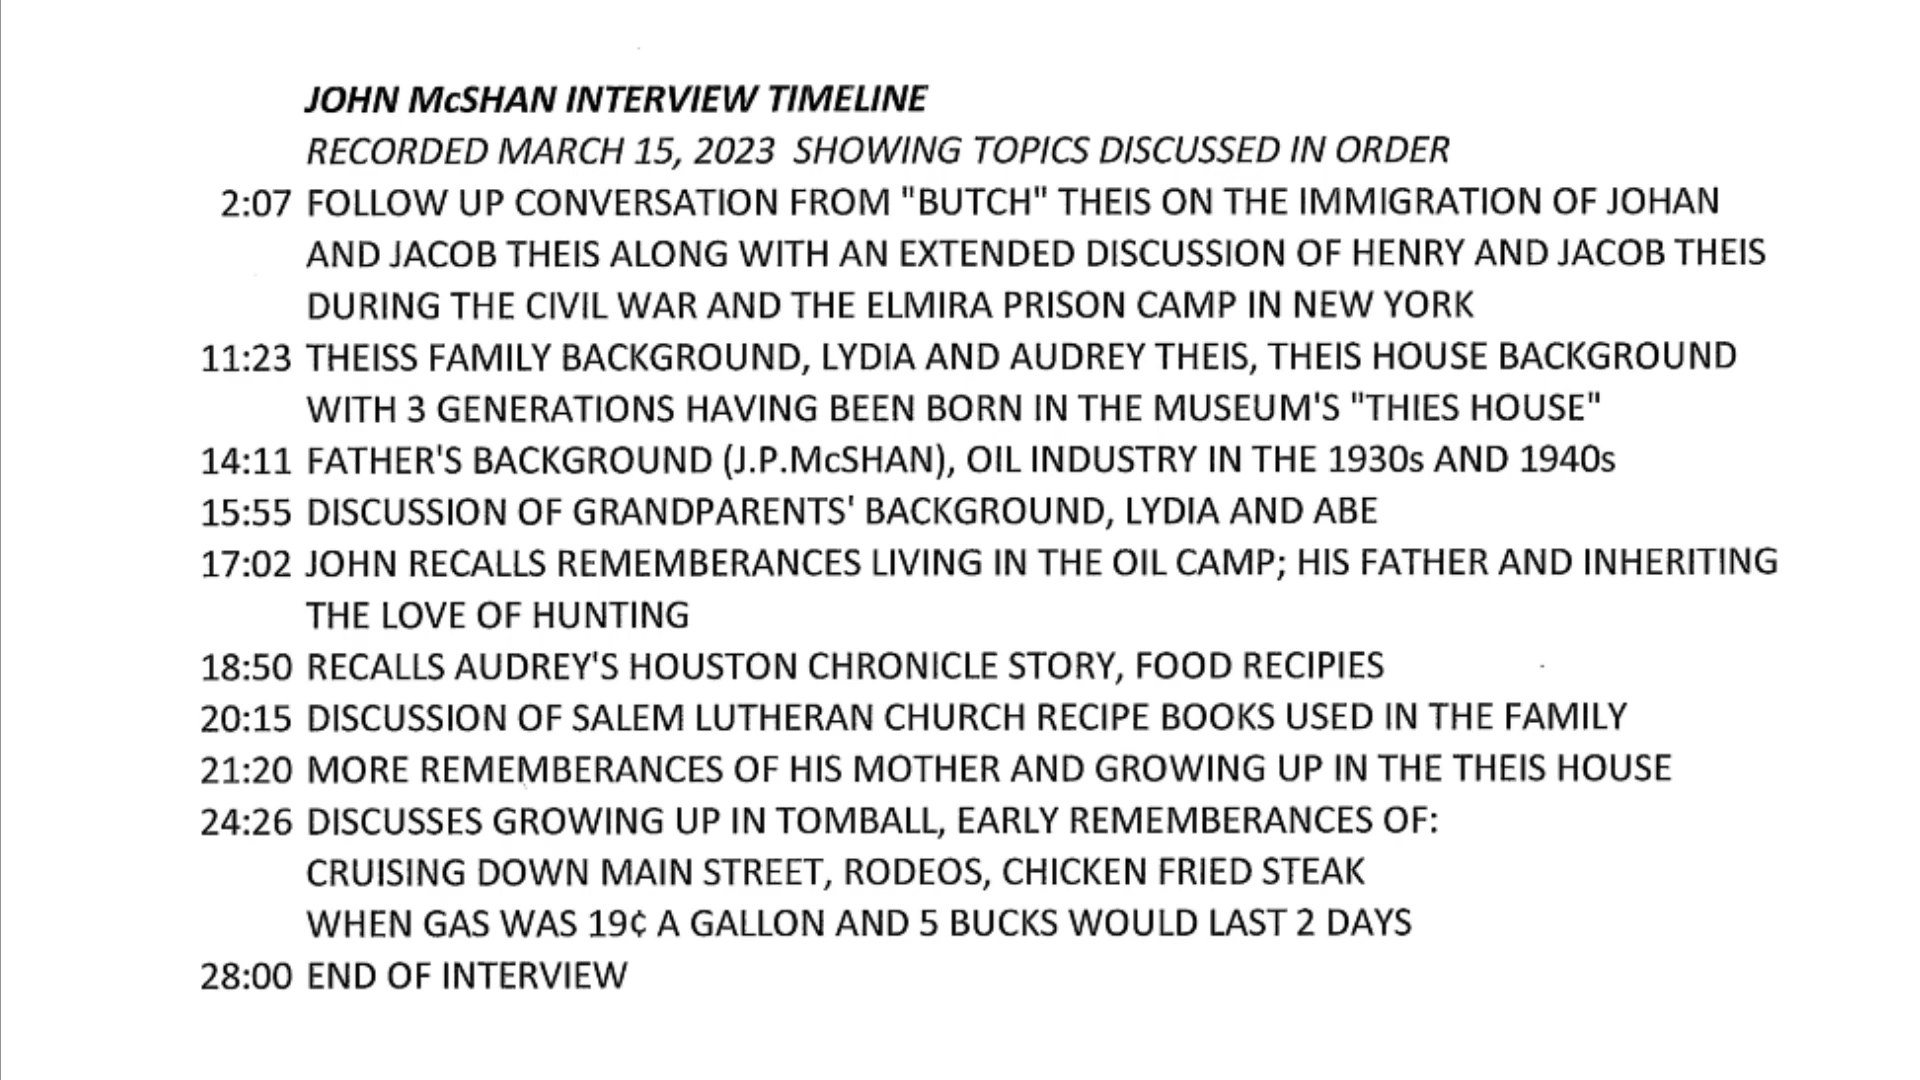 JOHN McSHAN INTERVIEW TIMELINE
RECORDED MARCH 15, 2023 SHOWING TOPICS DISCUSSED IN ORDER
2:07 FOLLOW UP CONVERSATION FROM "BUTCH" THEIS ON THE IMMIGRATION OF JOHAN
AND JACOB THEIS ALONG WITH AN EXTENDED DISCUSSION OF HENRY AND JACOB THEIS
DURING THE CIVIL WAR AND THE ELMIRA PRISON CAMP IN NEW YORK
11:23 THEISS FAMILY BACKGROUND, LYDIA AND AUDREY THEIS, THEIS HOUSE BACKGROUND
WITH 3 GENERATIONS HAVING BEEN BORN IN THE MUSEUM'S "THIES HOUSE"
14:11 FATHER'S BACKGROUND (J.P.McSHAN), OIL INDUSTRY IN THE 1930s AND 1940s
15:55 DISCUSSION OF GRANDPARENTS' BACKGROUND, LYDIA AND ABE
17:02 JOHN RECALLS REMEMBERANCES LIVING IN THE OIL CAMP; HIS FATHER AND INHERITING
THE LOVE OF HUNTING
18:50 RECALLS AUDREY'S HOUSTON CHRONICLE STORY, FOOD RECIPIES
20:15 DISCUSSION OF SALEM LUTHERAN CHURCH RECIPE BOOKS USED IN THE FAMILY
21:20 MORE REMEMBERANCES OF HIS MOTHER AND GROWING UP IN THE THEIS HOUSE
24:26 DISCUSSES GROWING UP IN TOMBALL, EARLY REMEMBERANCES OF:
CRUISING DOWN MAIN STREET, RODEOS, CHICKEN FRIED STEAK
WHEN GAS WAS 19¢ A GALLON AND 5 BUCKS WOULD LAST 2 DAYS
28:00 END OF INTERVIEW